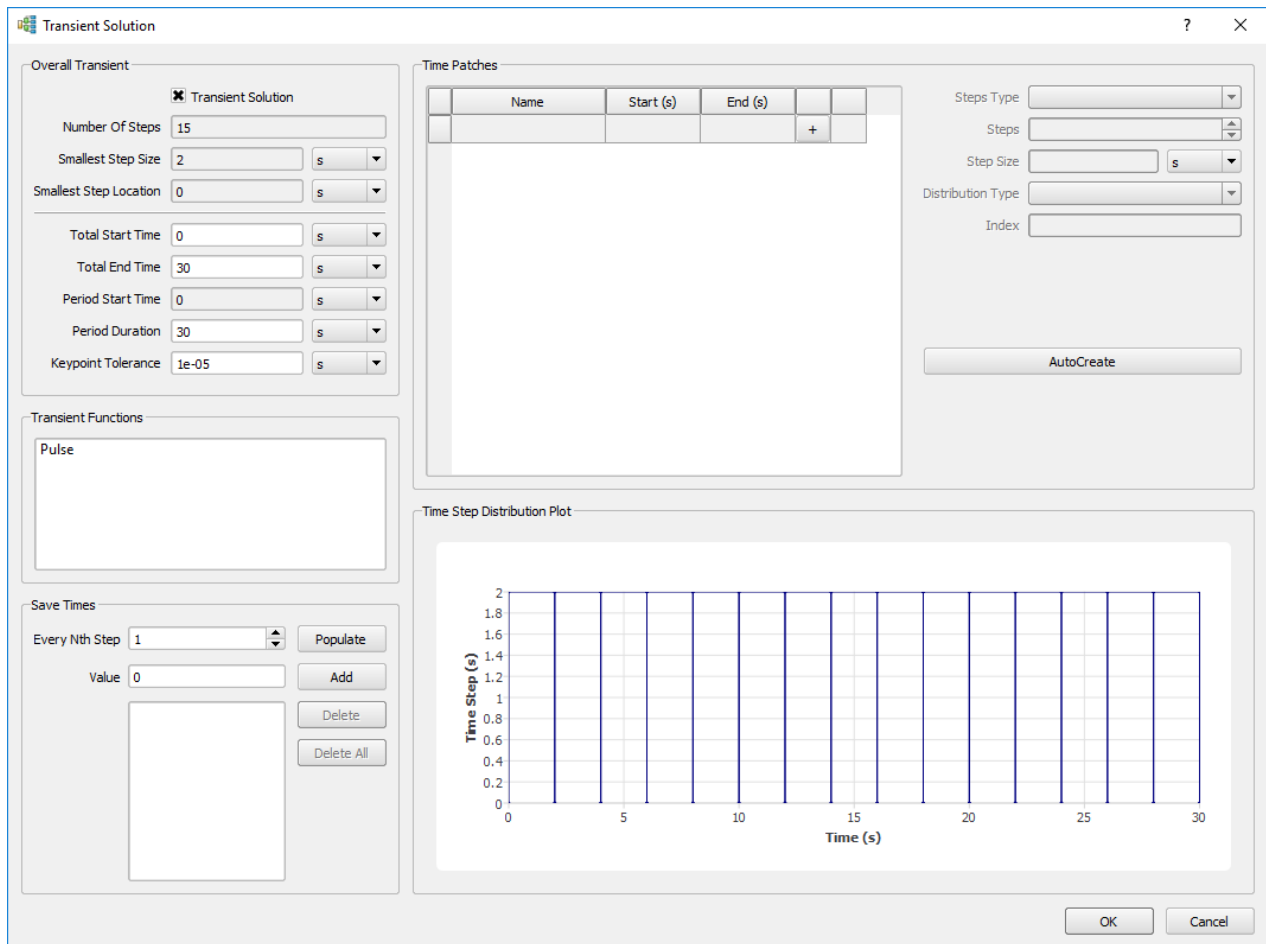 Transient Solution
?
Overall Transient
Transient Solution
Number Of Steps 15
Smallest Step Size 2 s
Smallest Step Location 0 s
Total Start Time 0 s
Total End Time 30 s
Period Start Time 0 s
Period Duration 30 s
Keypoint Tolerance 1e-05 s
Transient Functions
Pulse
Save Times
Every Nth Step 1 Populate
Value 0 Add
Delete
Delete All
Time Patches
Name Start (s) End (s)
+
Steps Type
Steps
Step Size s
Distribution Type
Index
AutoCreate
Time Step Distribution Plot
Time Step (s)
2
1.8
1.6
1.4
1.2
1
0.8
0.6
0.4
0.2
0
0 5 10 15 20 25 30
Time (s)
OK Cancel